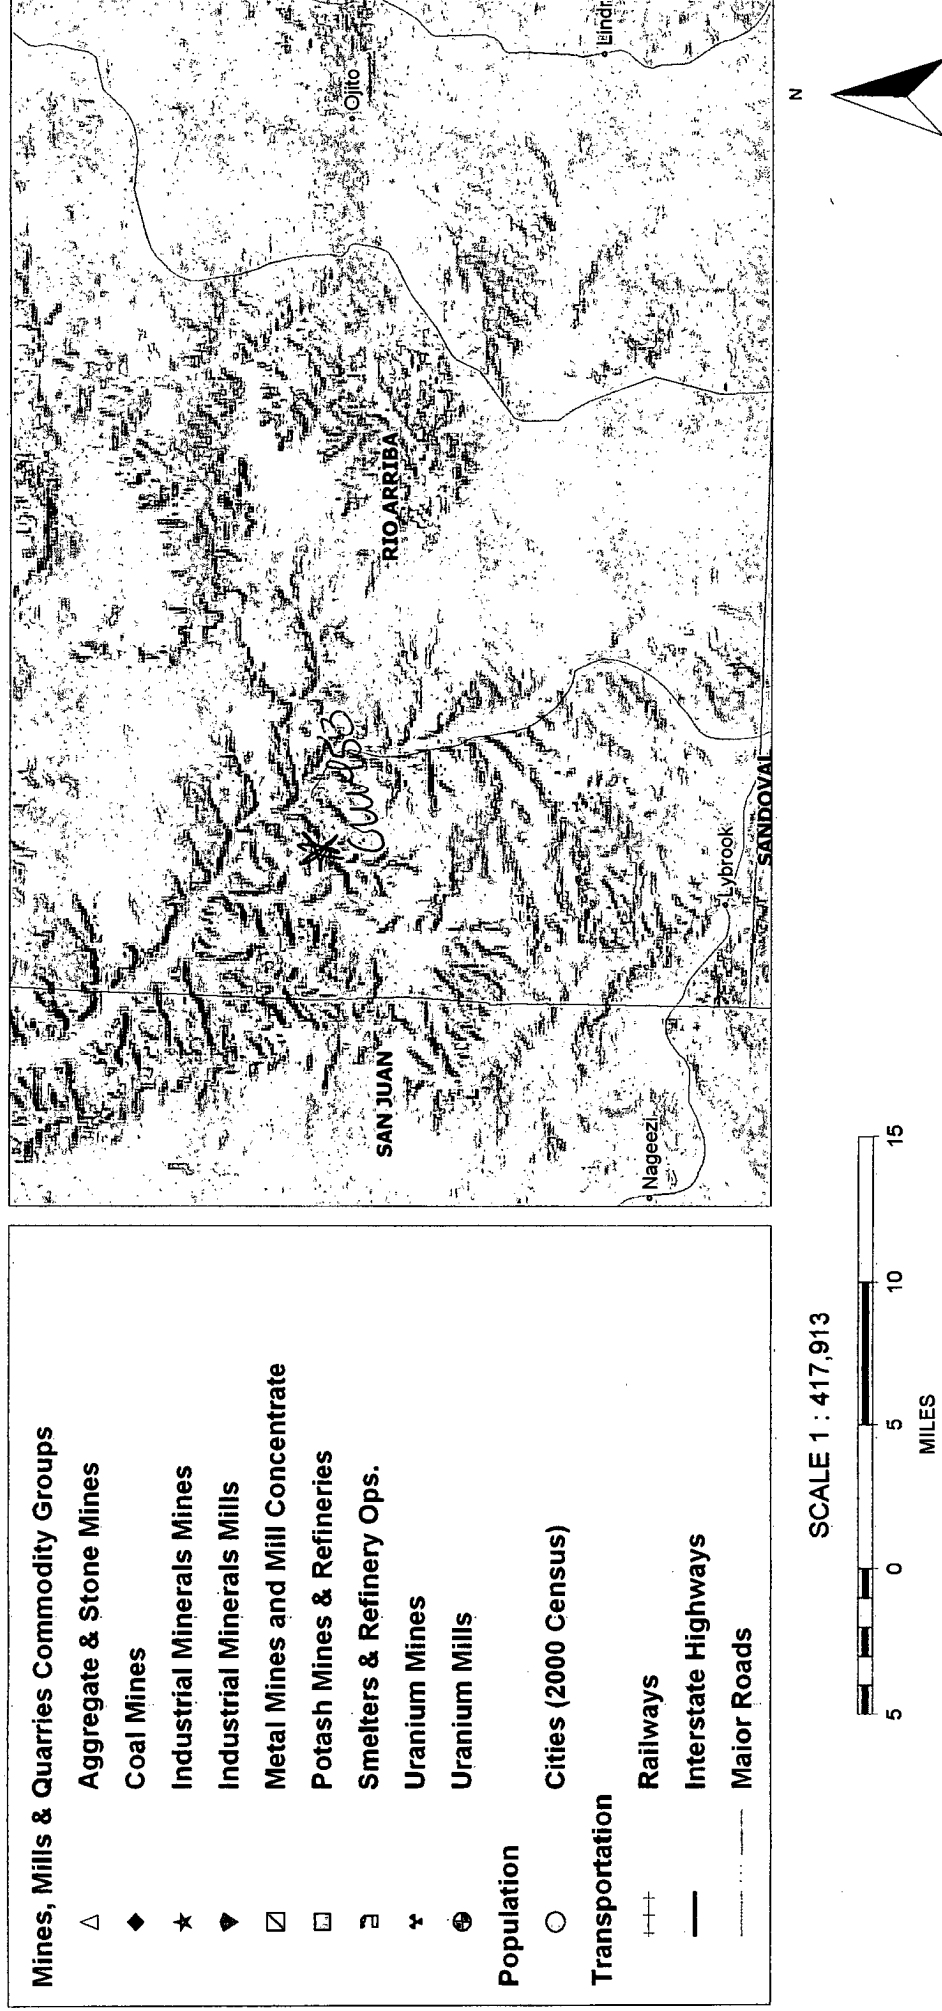 Mines, Mills & Quarries Commodity Groups
Aggregate & Stone Mines
Coal Mines
Industrial Minerals Mines
Industrial Minerals Mills
Metal Mines and Mill Concentrate
Potash Mines & Refineries
Smelters & Refinery Ops.
Uranium Mines
Uranium Mills
Population
Cities (2000 Census)
Transportation
Railways
Interstate Highways
Major Roads
Ojito
Lindr
RIO ARRIBA
SAN JUAN
Nageezi
Lybrook
SANDOVAL
SCALE 1 : 417,913
5 0 5 10 15
MILES
N